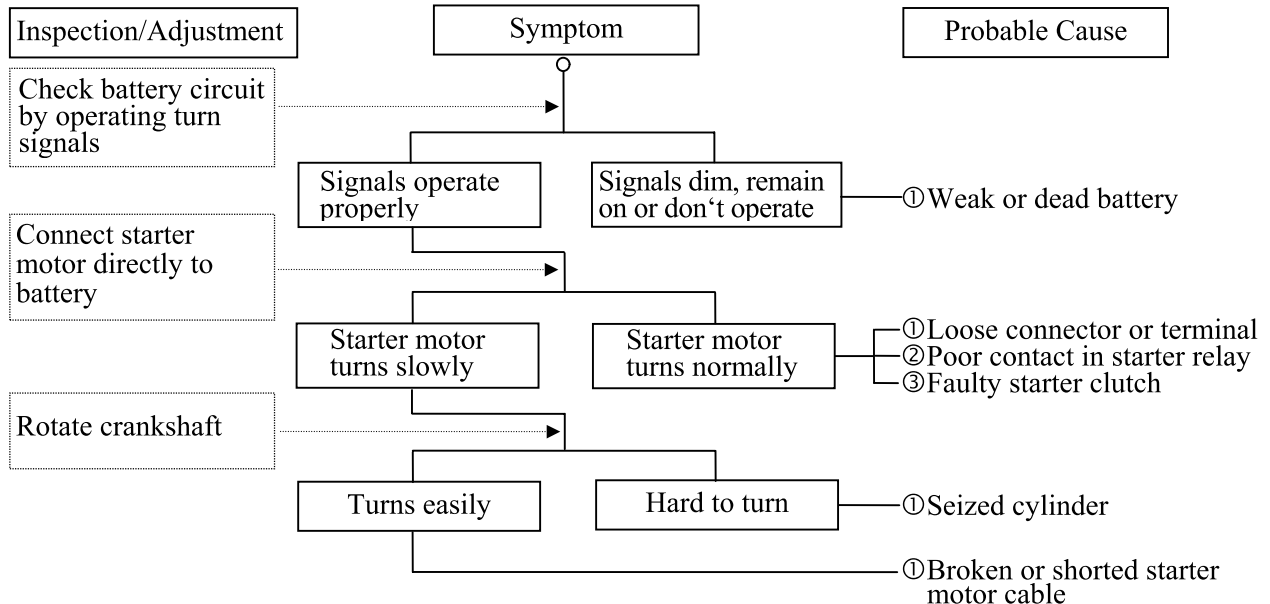 Inspection/Adjustment
Symptom
Probable Cause
Check battery circuit
by operating turn
signals
Signals operate
properly
Signals dim, remain
on or don‘t operate
①Weak or dead battery
Connect starter
motor directly to
battery
Starter motor
turns slowly
Starter motor
turns normally
①Loose connector or terminal
②Poor contact in starter relay
③Faulty starter clutch
Rotate crankshaft
Turns easily
Hard to turn
①Seized cylinder
①Broken or shorted starter
motor cable